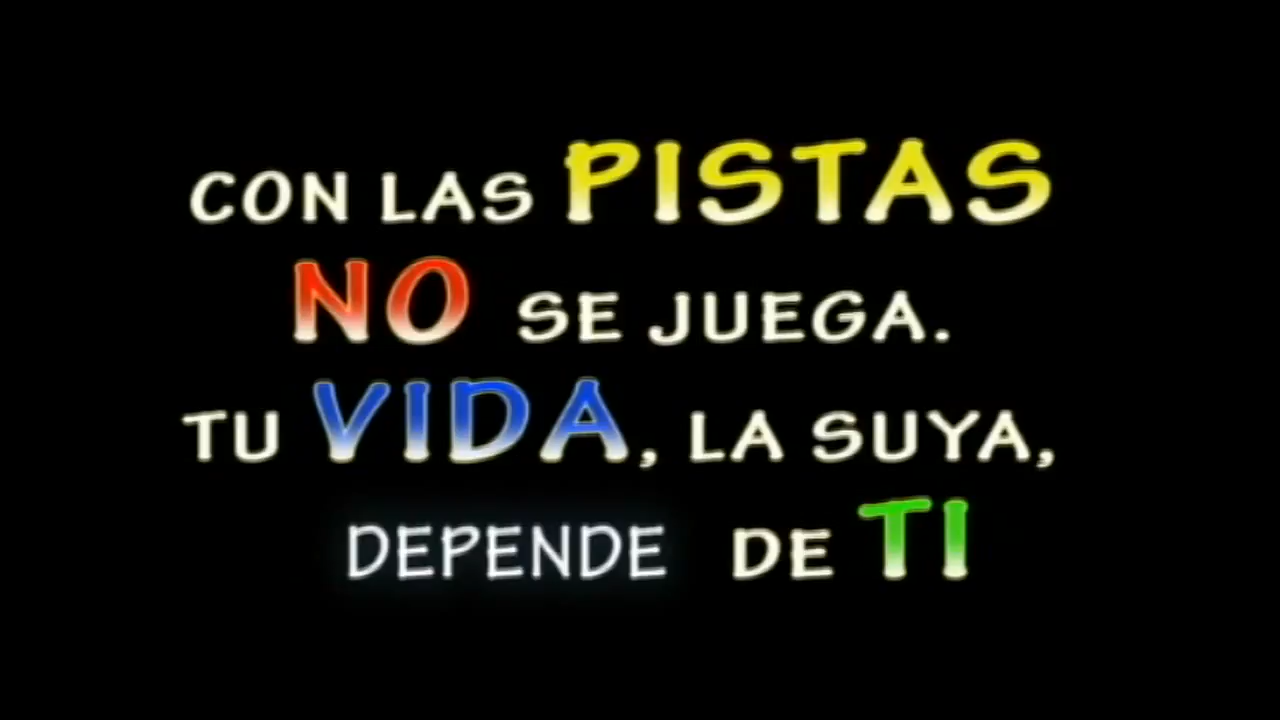 CON LAS PISTAS
NO SE JUEGA.
TU VIDA, LA SUYA,
DEPENDE DE TI